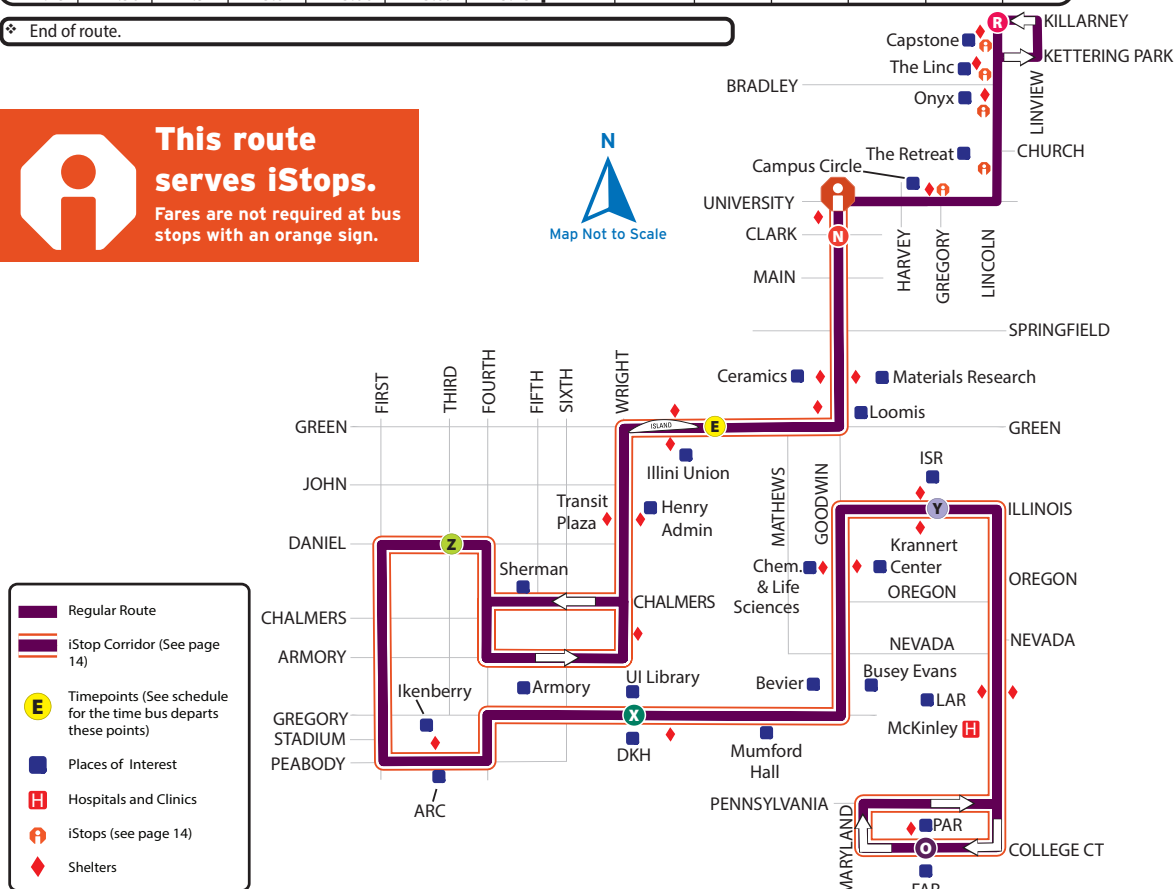 ❖ End of route.
This route
serves iStops.
Fares are not required at bus
stops with an orange sign.
N
Map Not to Scale
R
KILLARNEY
Capstone
KETTERING PARK
The Linc
BRADLEY
LINVIEW
Onyx
The Retreat
CHURCH
Campus Circle
UNIVERSITY
CLARK
N
HARVEY
GREGORY
LINCOLN
MAIN
SPRINGFIELD
Ceramics
Materials Research
Loomis
FIRST
THIRD
FOURTH
FIFTH
SIXTH
WRIGHT
GREEN
ISLAND
E
GREEN
Illini Union
ISR
JOHN
MATHEWS
GOODWIN
Transit
Plaza
Henry
Admin
Y
ILLINOIS
DANIEL
Z
Krannert
Center
Sherman
Chem.
& Life
Sciences
OREGON
OREGON
CHALMERS
CHALMERS
NEVADA
NEVADA
ARMORY
Ikenberry
Armory
UI Library
Bevier
Busey Evans
LAR
GREGORY
X
McKinley
H
STADIUM
DKH
Mumford
Hall
PEABODY
ARC
PENNSYLVANIA
MARYLAND
PAR
O
COLLEGE CT
Regular Route
iStop Corridor (See page
14)
E
Timepoints (See schedule
for the time bus departs
these points)
Places of Interest
H
Hospitals and Clinics
iStops (see page 14)
Shelters